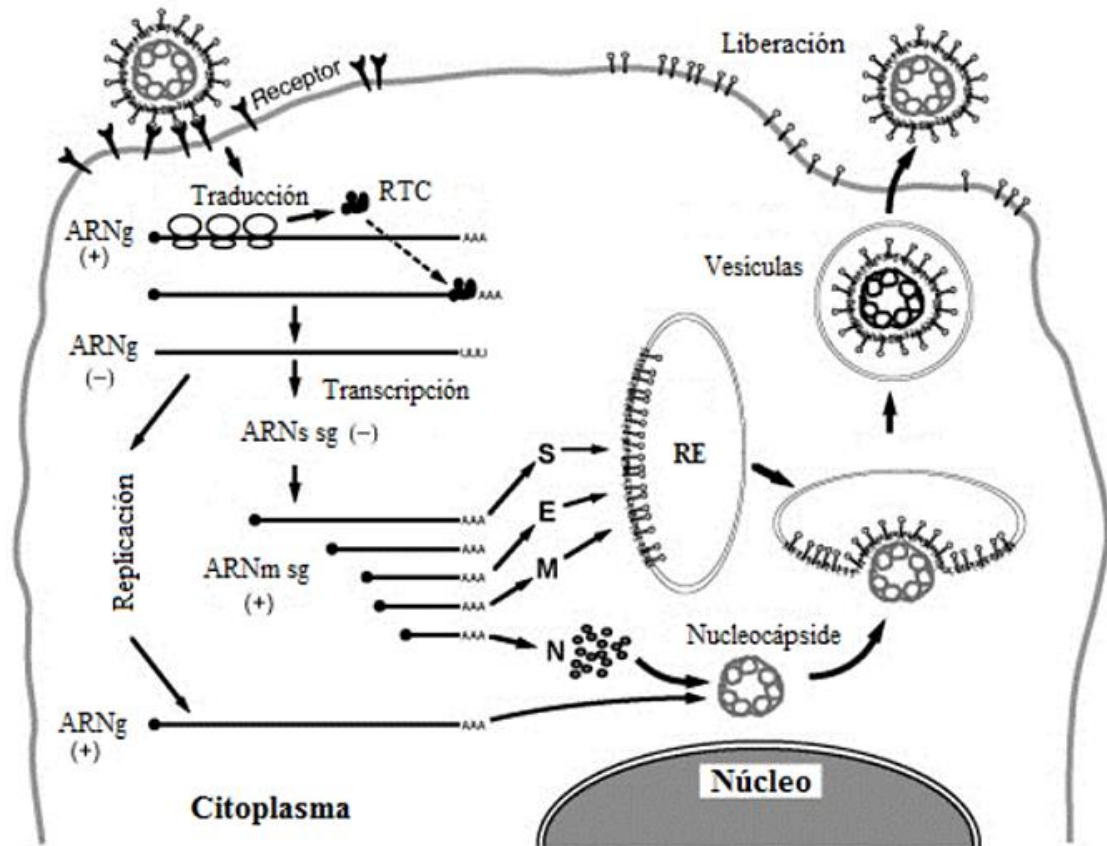 Liberación
Receptor
Traducción
RTC
ARNg
(+)
AAA
AAA
ARNg
(−)
UUU
Transcripción
ARNs sg (−)
Replicación
ARNm sg
(+)
AAA
AAA
AAA
AAA
AAA
S
E
M
N
RE
Vesículas
Nucleocápside
ARNg
(+)
AAA
Citoplasma
Núcleo